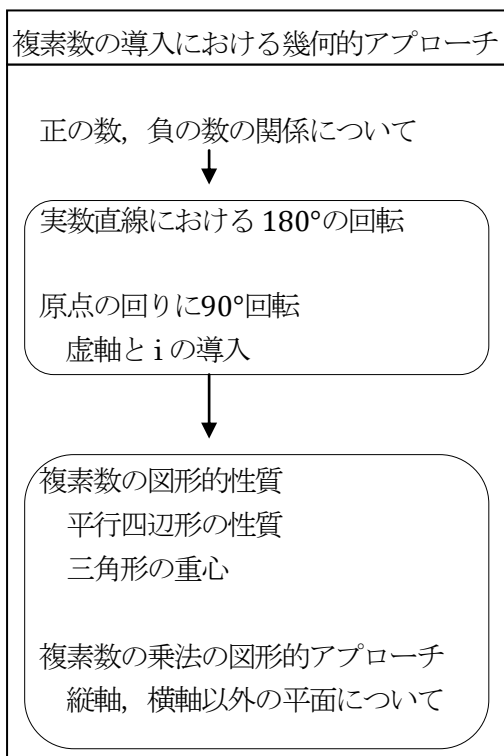 複素数の導入における幾何的アプローチ
正の数，負の数の関係について
実数直線における 180°の回転
原点の回りに90°回転
虚軸と i の導入
複素数の図形的性質
平行四辺形の性質
三角形の重心
複素数の乗法の図形的アプローチ
縦軸，横軸以外の平面について